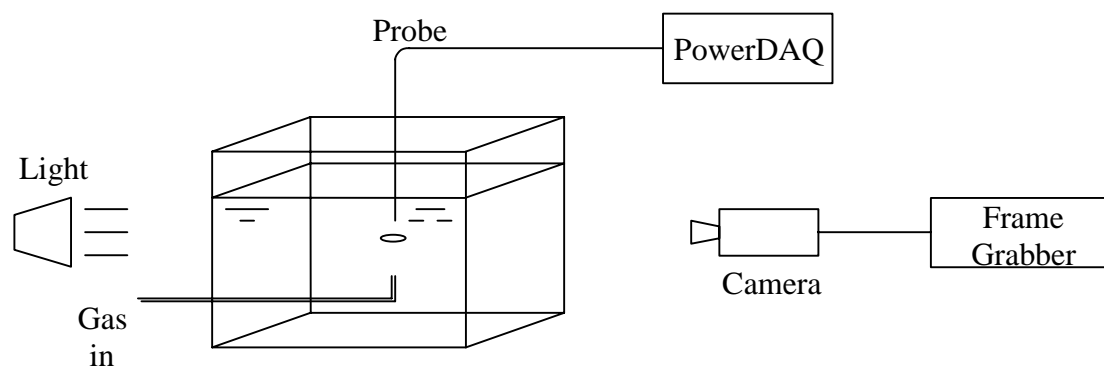 Probe
PowerDAQ
Light
Frame
Grabber
Camera
Gas
in